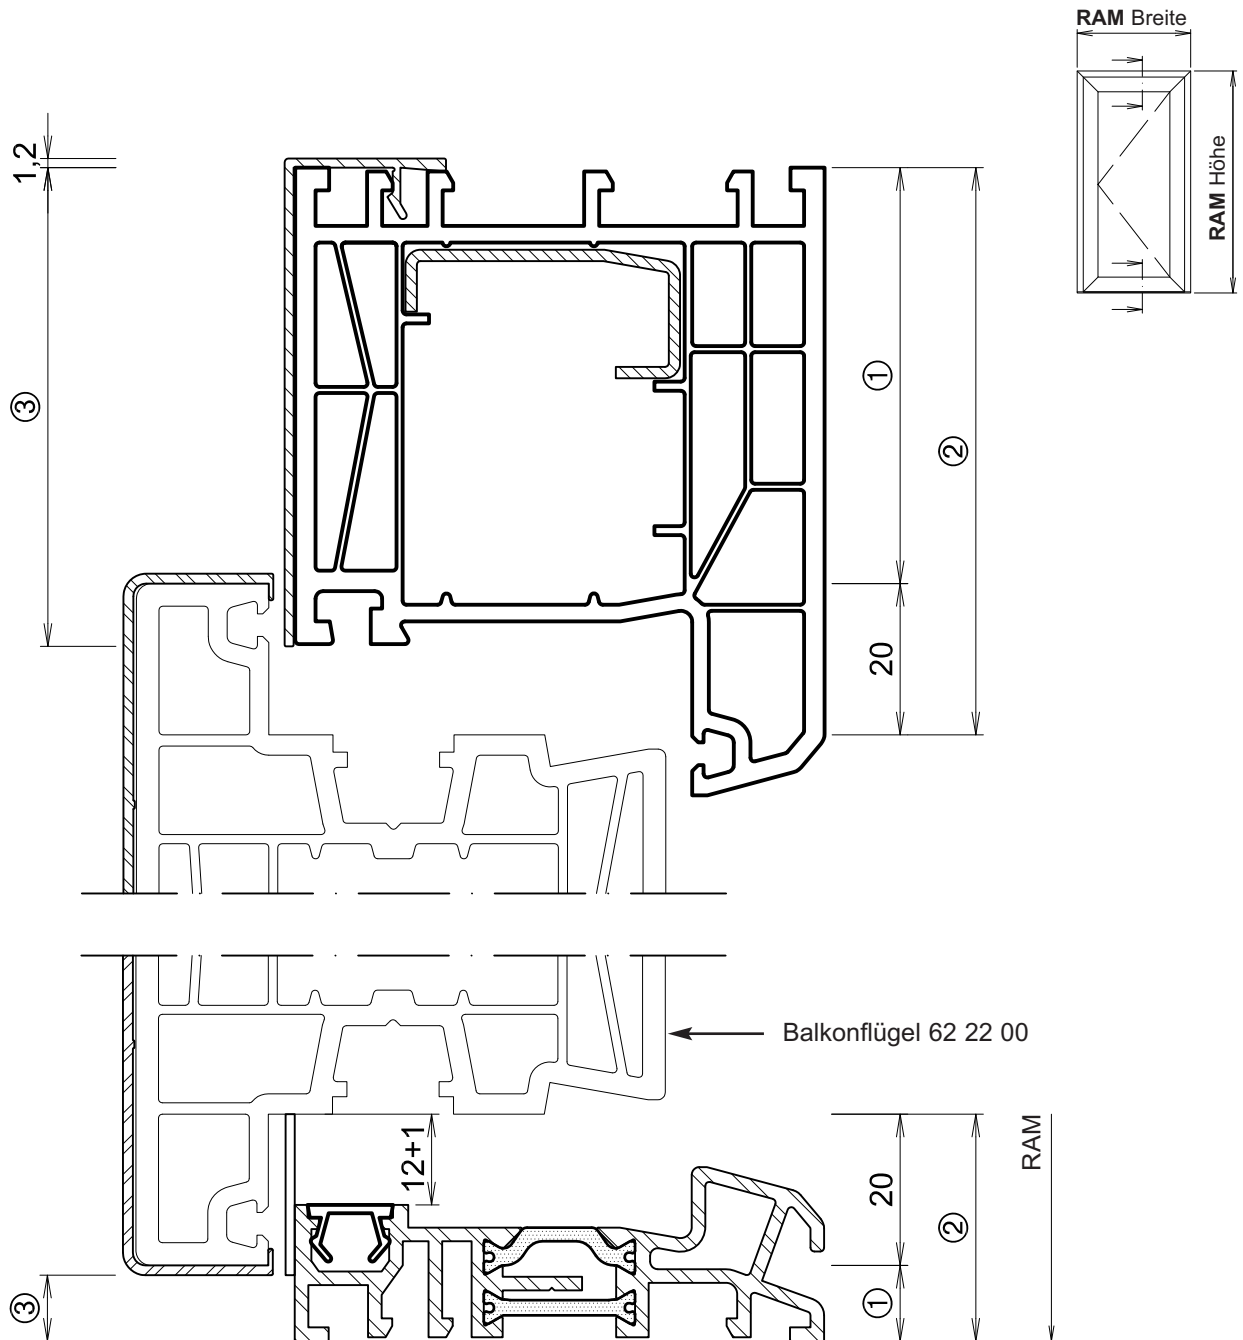 RAM Breite
RAM Höhe
1,2
③
①
②
20
Balkonflügel 62 22 00
12+1
20
②
①
③
RAM